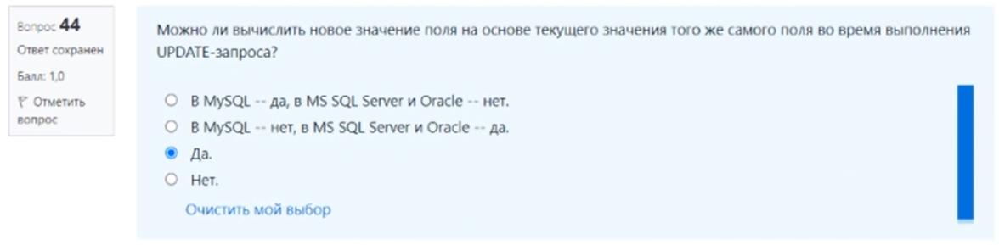 Вопрос 44
Ответ сохранен
Балл: 1,0
Отметить
вопрос
Можно ли вычислить новое значение поля на основе текущего значения того же самого поля во время выполнения
UPDATE-запроса?
В MySQL -- да, в MS SQL Server и Oracle -- нет.
В MySQL -- нет, в MS SQL Server и Oracle -- да.
Да.
Нет.
Очистить мой выбор